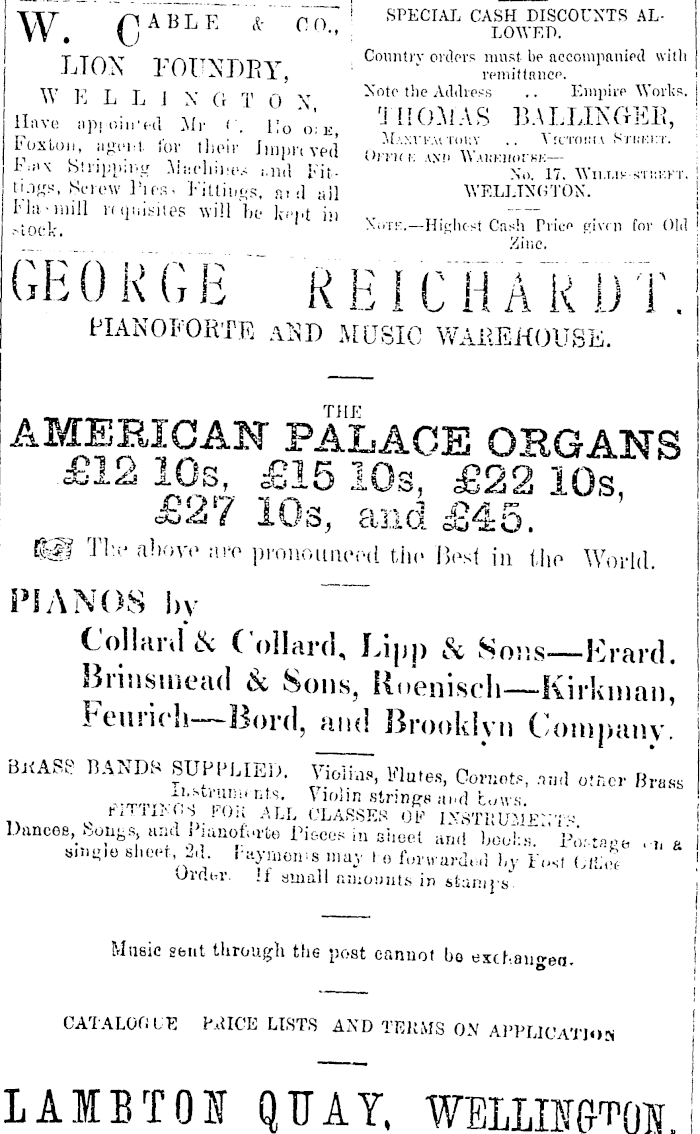 W. CABLE & CO.,
LION FOUNDRY,
WELLINGTON,
Have appointed Mr C.
Foxton, agent for their Improved
Flax Stripping Machines and Fit-
tings, Screw Press Fittings, and all
Flax-mill requisites will be kept in
stock.
SPECIAL CASH DISCOUNTS AL-
LOWED.
Country orders must be accompanied with
remittance.
Note the Address .. Empire Works.
THOMAS BALLINGER,
MANUFACTORY .. VICTORIA STREET.
OFFICE AND WAREHOUSE—
No. 17, WILLIS-STREET.
WELLINGTON.
NOTE.—Highest Cash Price given for Old
Zinc.
GEORGE REICHARDT.
PIANOFORTE AND MUSIC WAREHOUSE.
THE
AMERICAN PALACE ORGANS
£12 10s, £15 10s, £22 10s,
£27 10s, and £45.
The above are pronounced the Best in the World.
PIANOS by
Collard & Collard, Lipp & Sons—Erard.
Brinsmead & Sons, Roenisch—Kirkman,
Feurich—Bord, and Brooklyn Company.
BRASS BANDS SUPPLIED. Violins, Flutes, Cornets, and other Brass
Instruments. Violin strings and bows.
FITTINGS FOR ALL CLASSES OF INSTRUMENTS.
Dances, Songs, and Pianoforte Pieces in sheet and books. Postage on a
single sheet, 2d. Payments may be forwarded by Post Office
Order. If small amounts in stamps.
Music sent through the post cannot be exchanged.
CATALOGUE PRICE LISTS AND TERMS ON APPLICATION
LAMBTON QUAY, WELLINGTON.